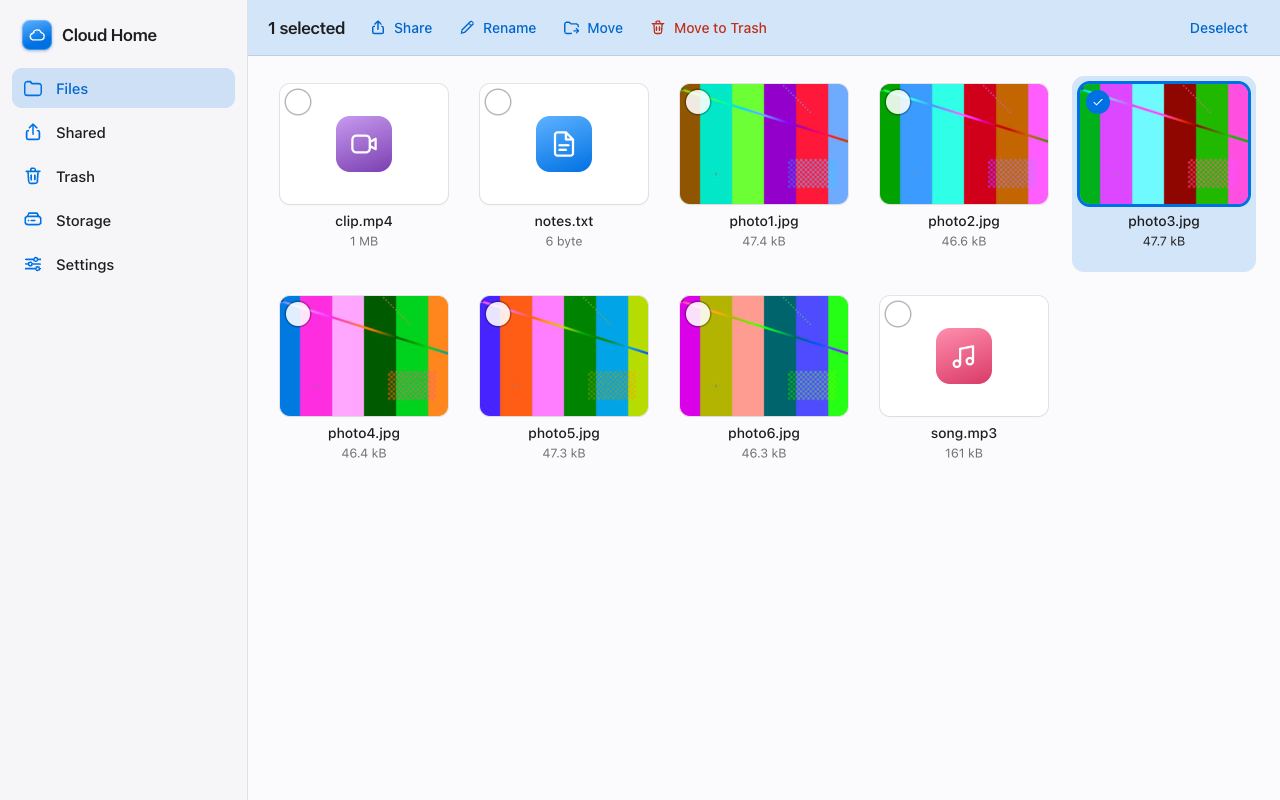 Cloud Home
Files
Shared
Trash
Storage
Settings
1 selected
Share
Rename
Move
Move to Trash
Deselect
clip.mp4
1 MB
notes.txt
6 byte
photo1.jpg
47.4 kB
photo2.jpg
46.6 kB
photo3.jpg
47.7 kB
photo4.jpg
46.4 kB
photo5.jpg
47.3 kB
photo6.jpg
46.3 kB
song.mp3
161 kB